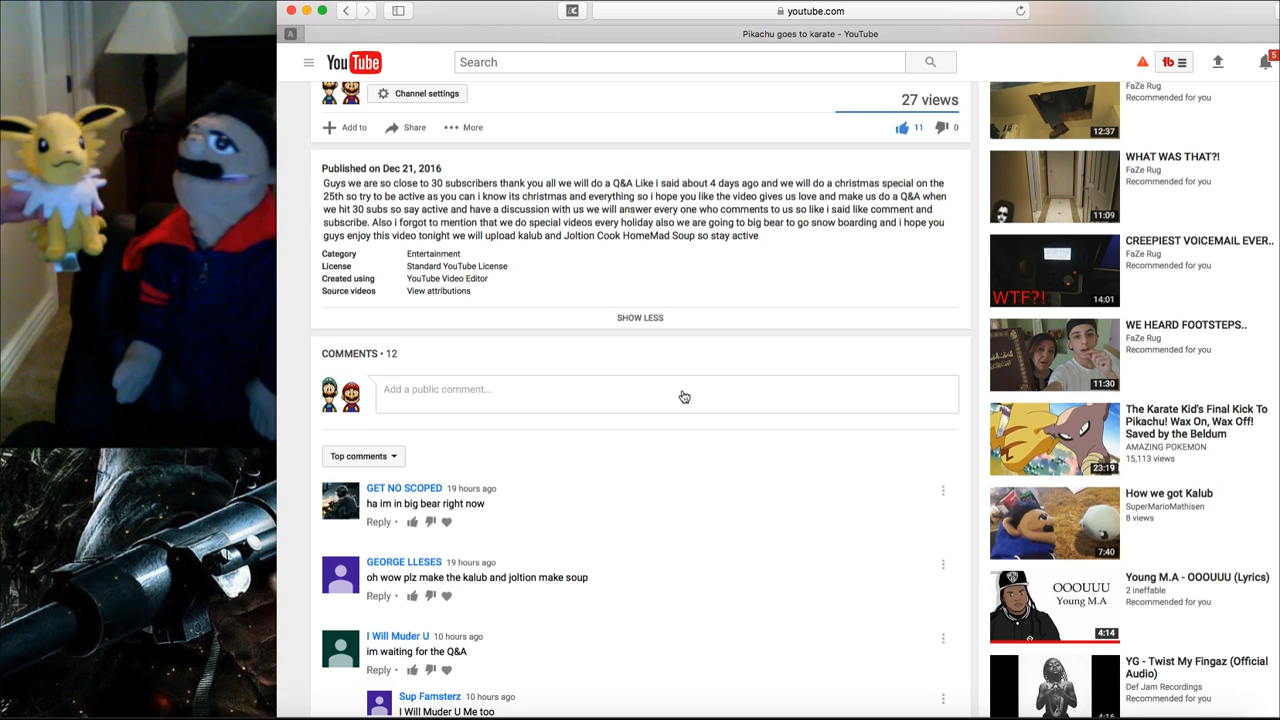 youtube.com
A
Pikachu goes to karate - YouTube
YouTube
Search
tb
5
Channel settings
27 views
Add to
Share
More
11
0
Published on Dec 21, 2016
Guys we are so close to 30 subscribers thank you all we will do a Q&A Like i said about 4 days ago and we will do a christmas special on the
25th so try to be active as you can i know its christmas and everything so i hope you like the video gives us love and make us do a Q&A when
we hit 30 subs so say active and have a discussion with us we will answer every one who comments to us so like i said like comment and
subscribe. Also i forgot to mention that we do special videos every holiday also we are going to big bear to go snow boarding and i hope you
guys enjoy this video tonight we will upload kalub and Joltion Cook HomeMad Soup so stay active
Category Entertainment
License Standard YouTube License
Created using YouTube Video Editor
Source videos View attributions
SHOW LESS
COMMENTS • 12
Add a public comment...
Top comments
GET NO SCOPED 19 hours ago
ha im in big bear right now
Reply •
GEORGE LLESES 19 hours ago
oh wow plz make the kalub and joltion make soup
Reply •
I Will Muder U 10 hours ago
im waiting for the Q&A
Reply •
Sup Famsterz 10 hours ago
I Will Muder U Me too
FaZe Rug
Recommended for you
12:37
WHAT WAS THAT?!
FaZe Rug
Recommended for you
11:09
CREEPIEST VOICEMAIL EVER..
FaZe Rug
Recommended for you
WTF?!
14:01
WE HEARD FOOTSTEPS..
FaZe Rug
Recommended for you
11:30
The Karate Kid's Final Kick To
Pikachu! Wax On, Wax Off!
Saved by the Beldum
AMAZING POKEMON
15,113 views
23:19
How we got Kalub
SuperMarioMathisen
8 views
7:40
Young M.A - OOOUUU (Lyrics)
2 ineffable
Recommended for you
OOOUUU
Young M.A
4:14
YG - Twist My Fingaz (Official
Audio)
Def Jam Recordings
Recommended for you
4:16